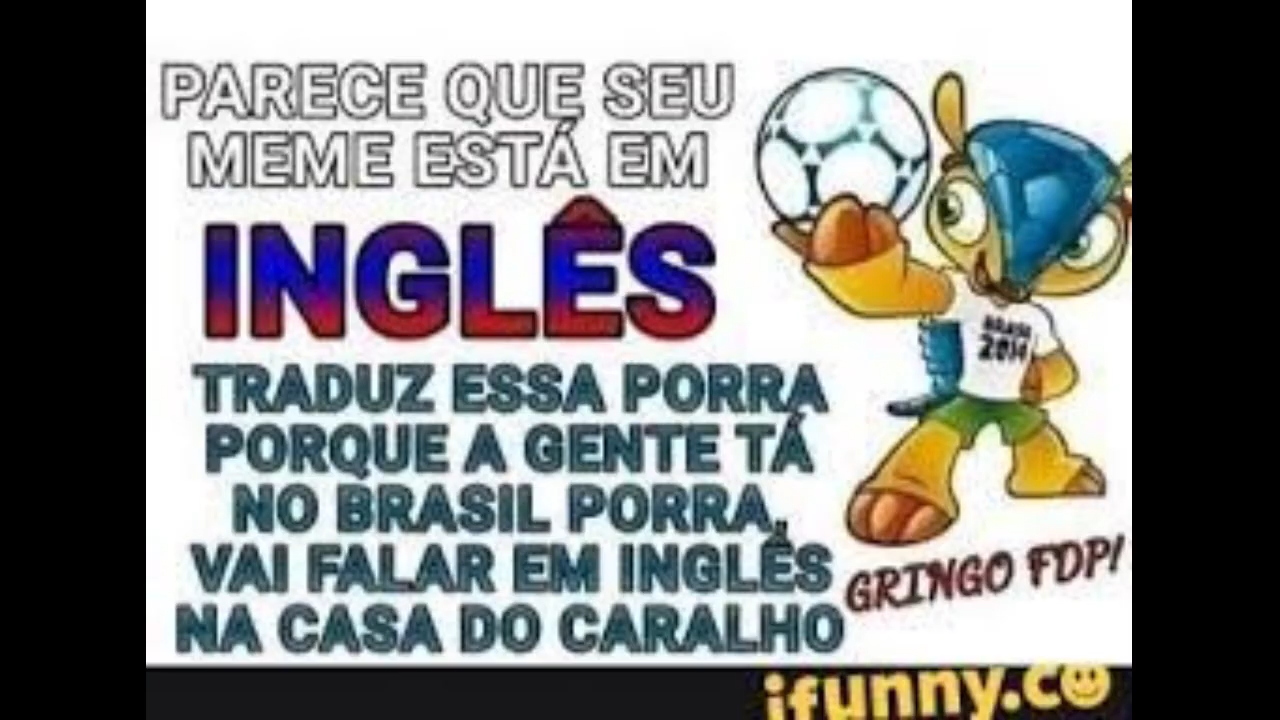 PARECE QUE SEU
MEME ESTÁ EM
INGLÊS
TRADUZ ESSA PORRA
PORQUE A GENTE TÁ
NO BRASIL PORRA,
VAI FALAR EM INGLÊS
NA CASA DO CARALHO
BRASIL
2014
GRINGO FDP!
ifunny.co